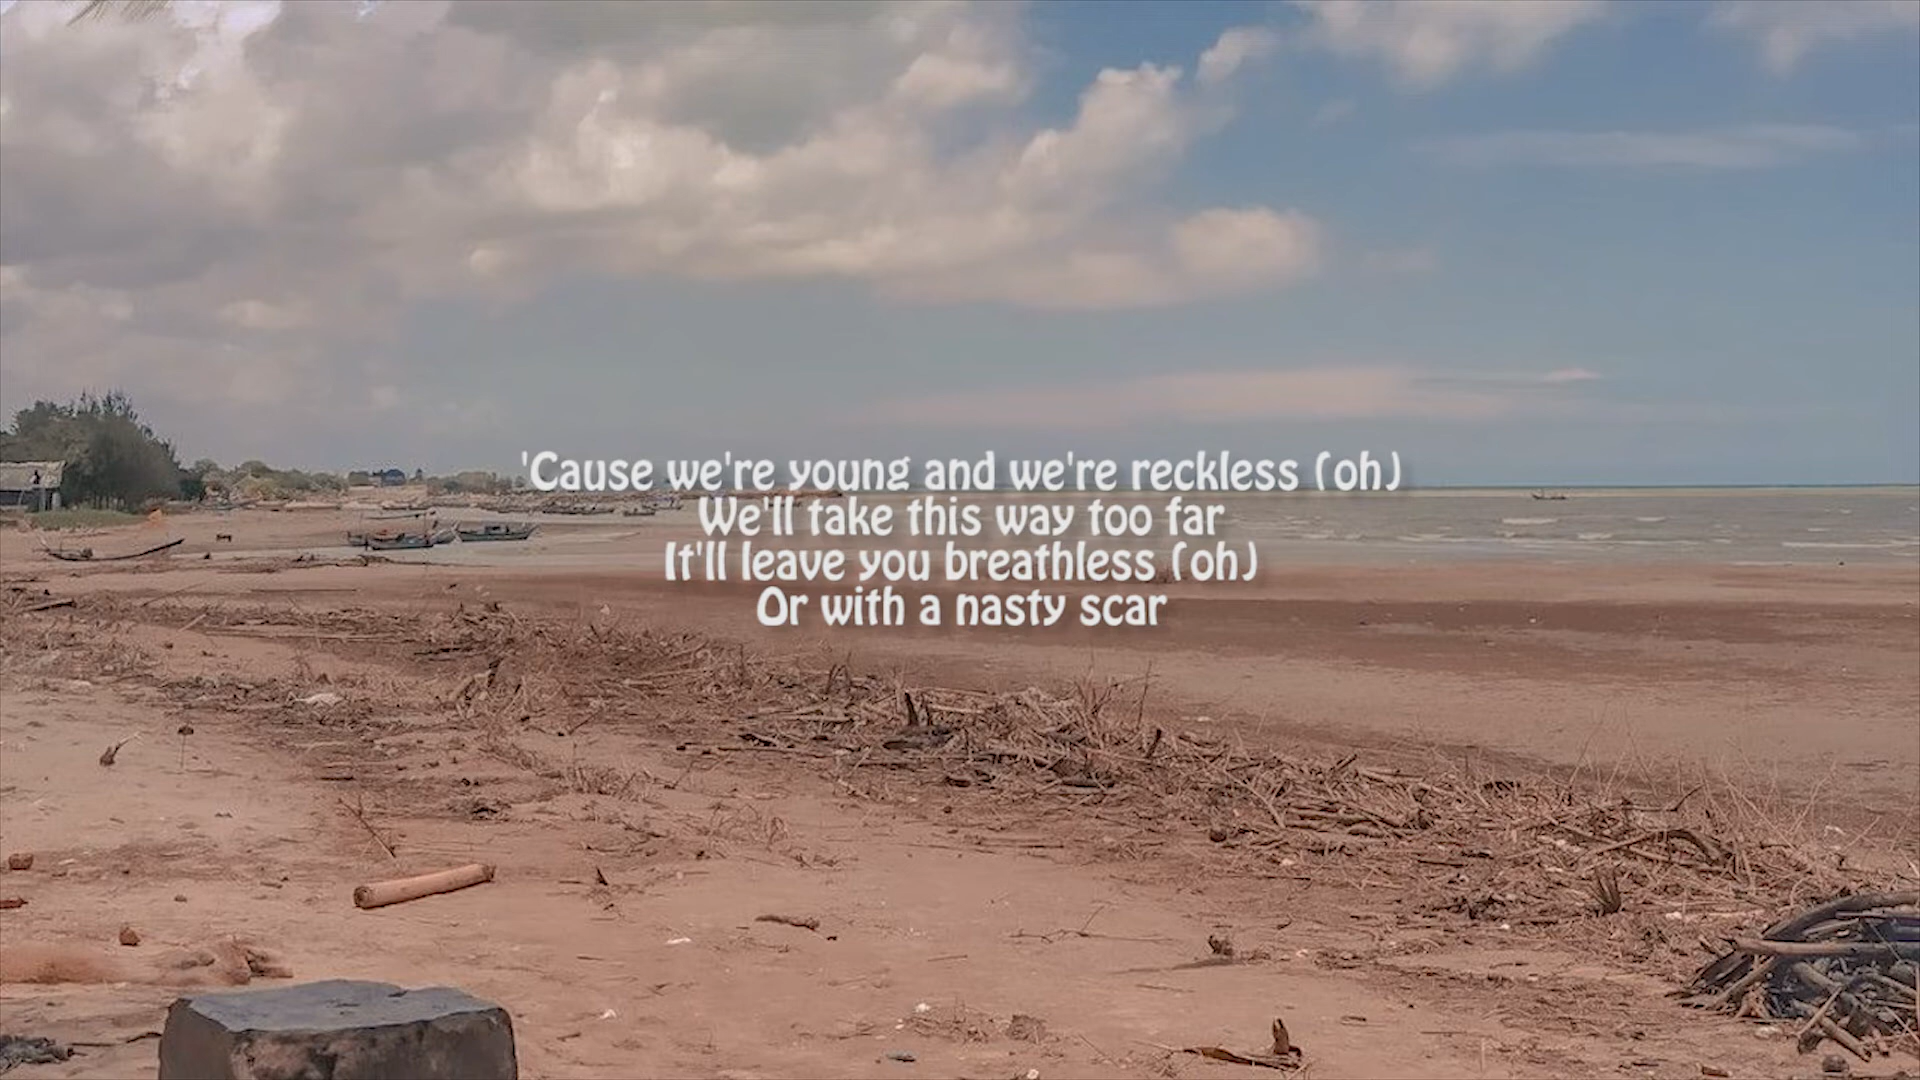 'Cause we're young and we're reckless (oh)
We'll take this way too far
It'll leave you breathless (oh)
Or with a nasty scar